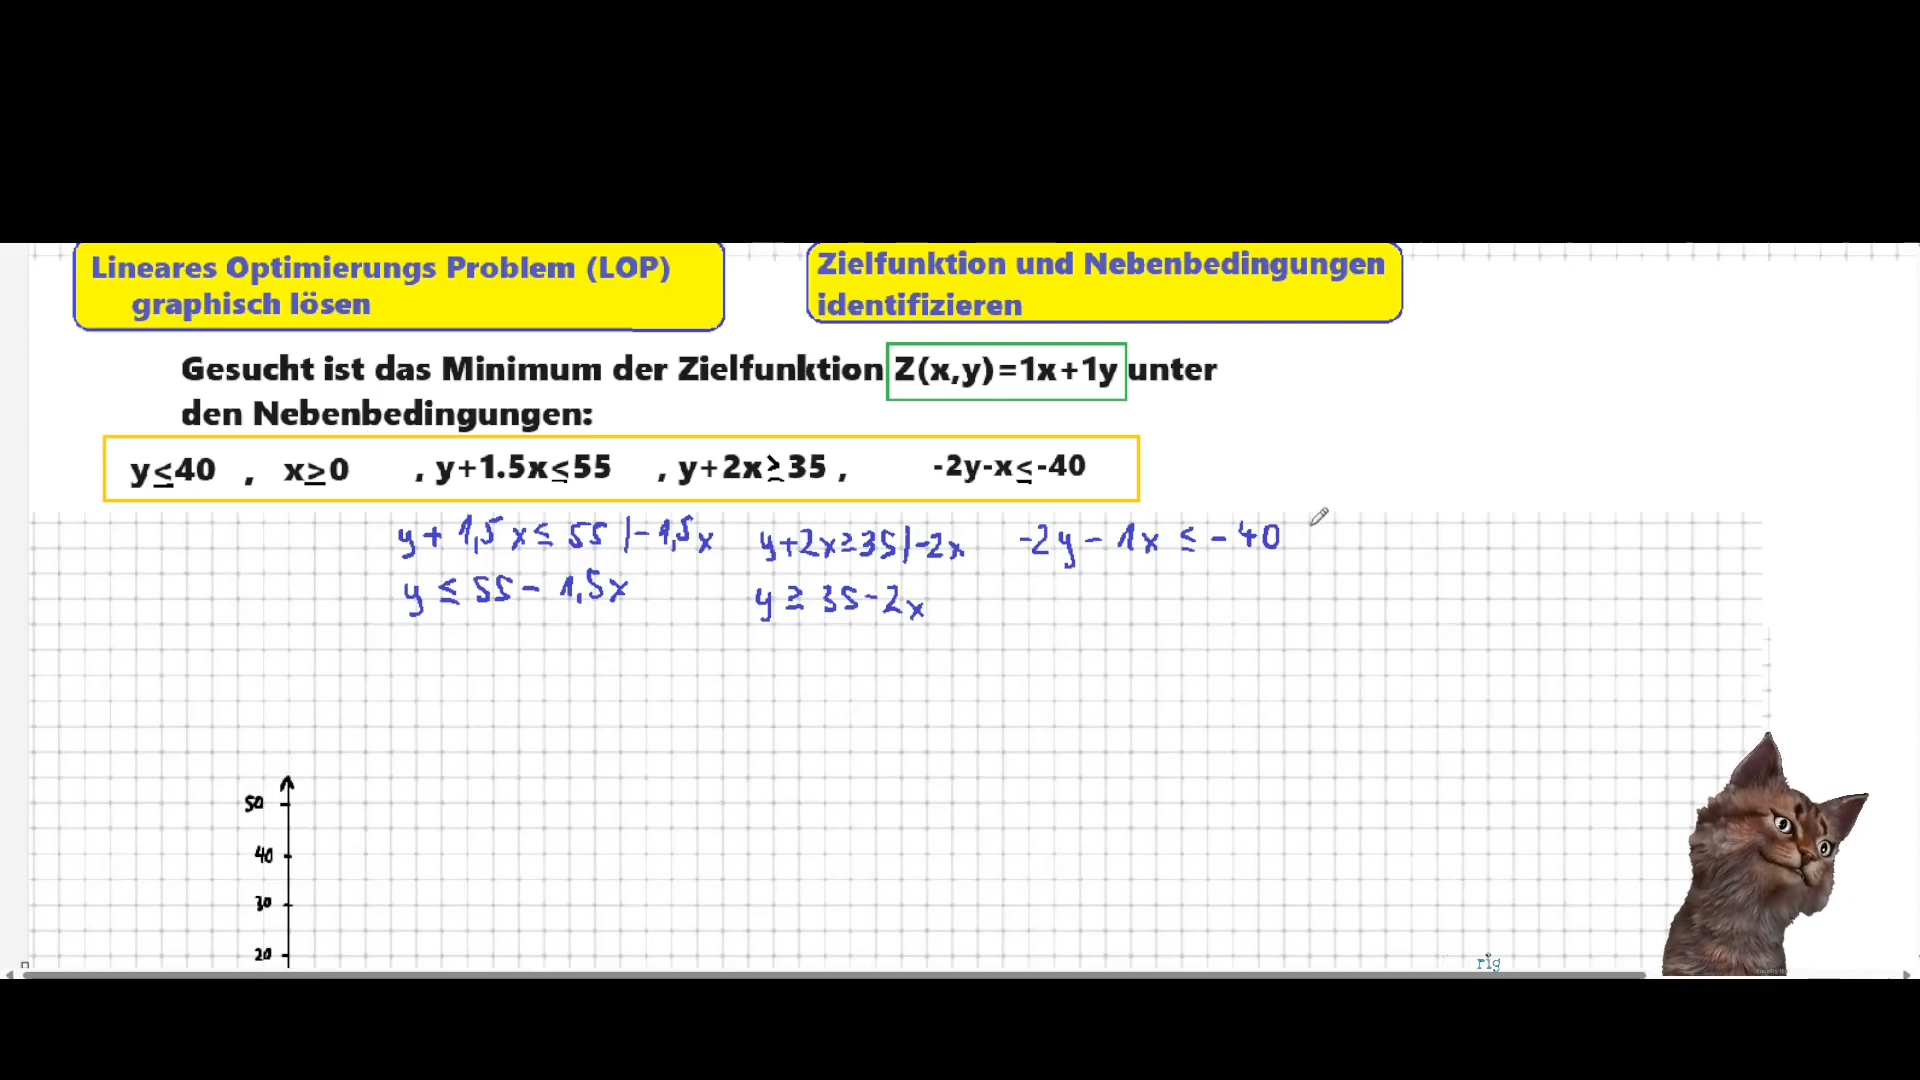 Lineares Optimierungs Problem (LOP)
graphisch lösen
Zielfunktion und Nebenbedingungen
identifizieren
Gesucht ist das Minimum der Zielfunktion Z(x,y)=1x+1y unter
den Nebenbedingungen:
y≤40 , x≥0 , y+1.5x≤55 , y+2x≥35 , -2y-x≤-40
y + 1,5x ≤ 55 |-1,5x y+2x≥35|-2x -2y - 1x ≤ -40
y ≤ 55 - 1,5x y ≥ 35-2x
50
40
30
20
rig